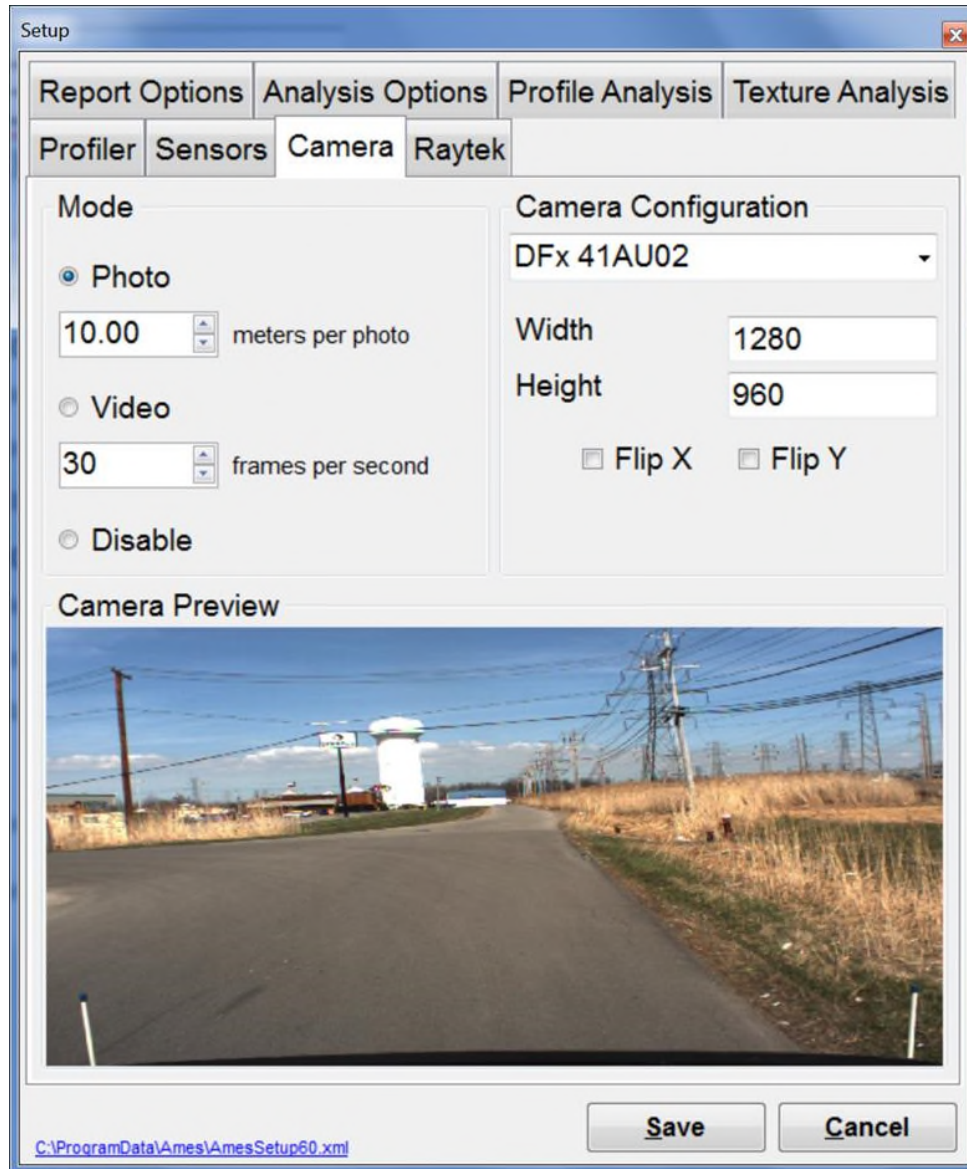 Setup
Report Options Analysis Options Profile Analysis Texture Analysis
Profiler Sensors Camera Raytek
Mode
Photo
10.00 meters per photo
Video
30 frames per second
Disable
Camera Configuration
DFx 41AU02
Width 1280
Height 960
Flip X Flip Y
Camera Preview
C:\ProgramData\Ames\AmesSetup60.xml
Save Cancel